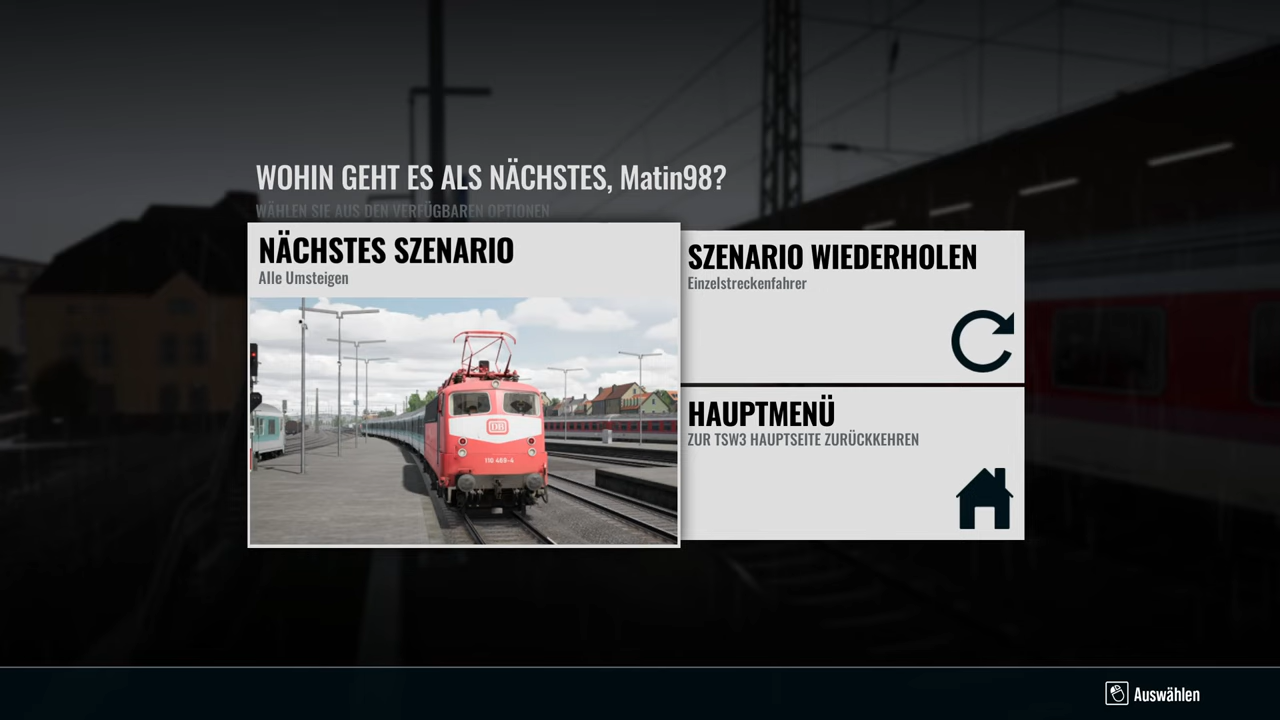 WOHIN GEHT ES ALS NÄCHSTES, Matin98?
WÄHLEN SIE AUS DEN VERFÜGBAREN OPTIONEN
NÄCHSTES SZENARIO
Alle Umsteigen
SZENARIO WIEDERHOLEN
Einzelstreckenfahrer
DB
110 469-4
HAUPTMENÜ
ZUR TSW3 HAUPTSEITE ZURÜCKKEHREN
Auswählen